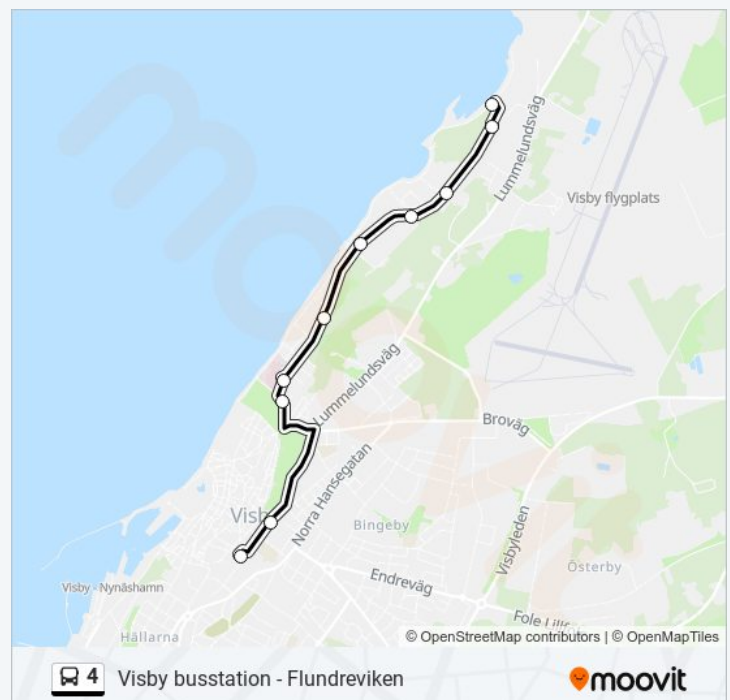 Lummelundsväg
Visby flygplats
Lummelundsväg
Broväg
Norra Hansegatan
Visb
Bingeby
Visbyleden
Österby
Endreväg
Visby - Nynäshamn
Fole Lill
Hällarna
© OpenStreetMap contributors | © OpenMapTiles
4 Visby busstation - Flundreviken
moovit